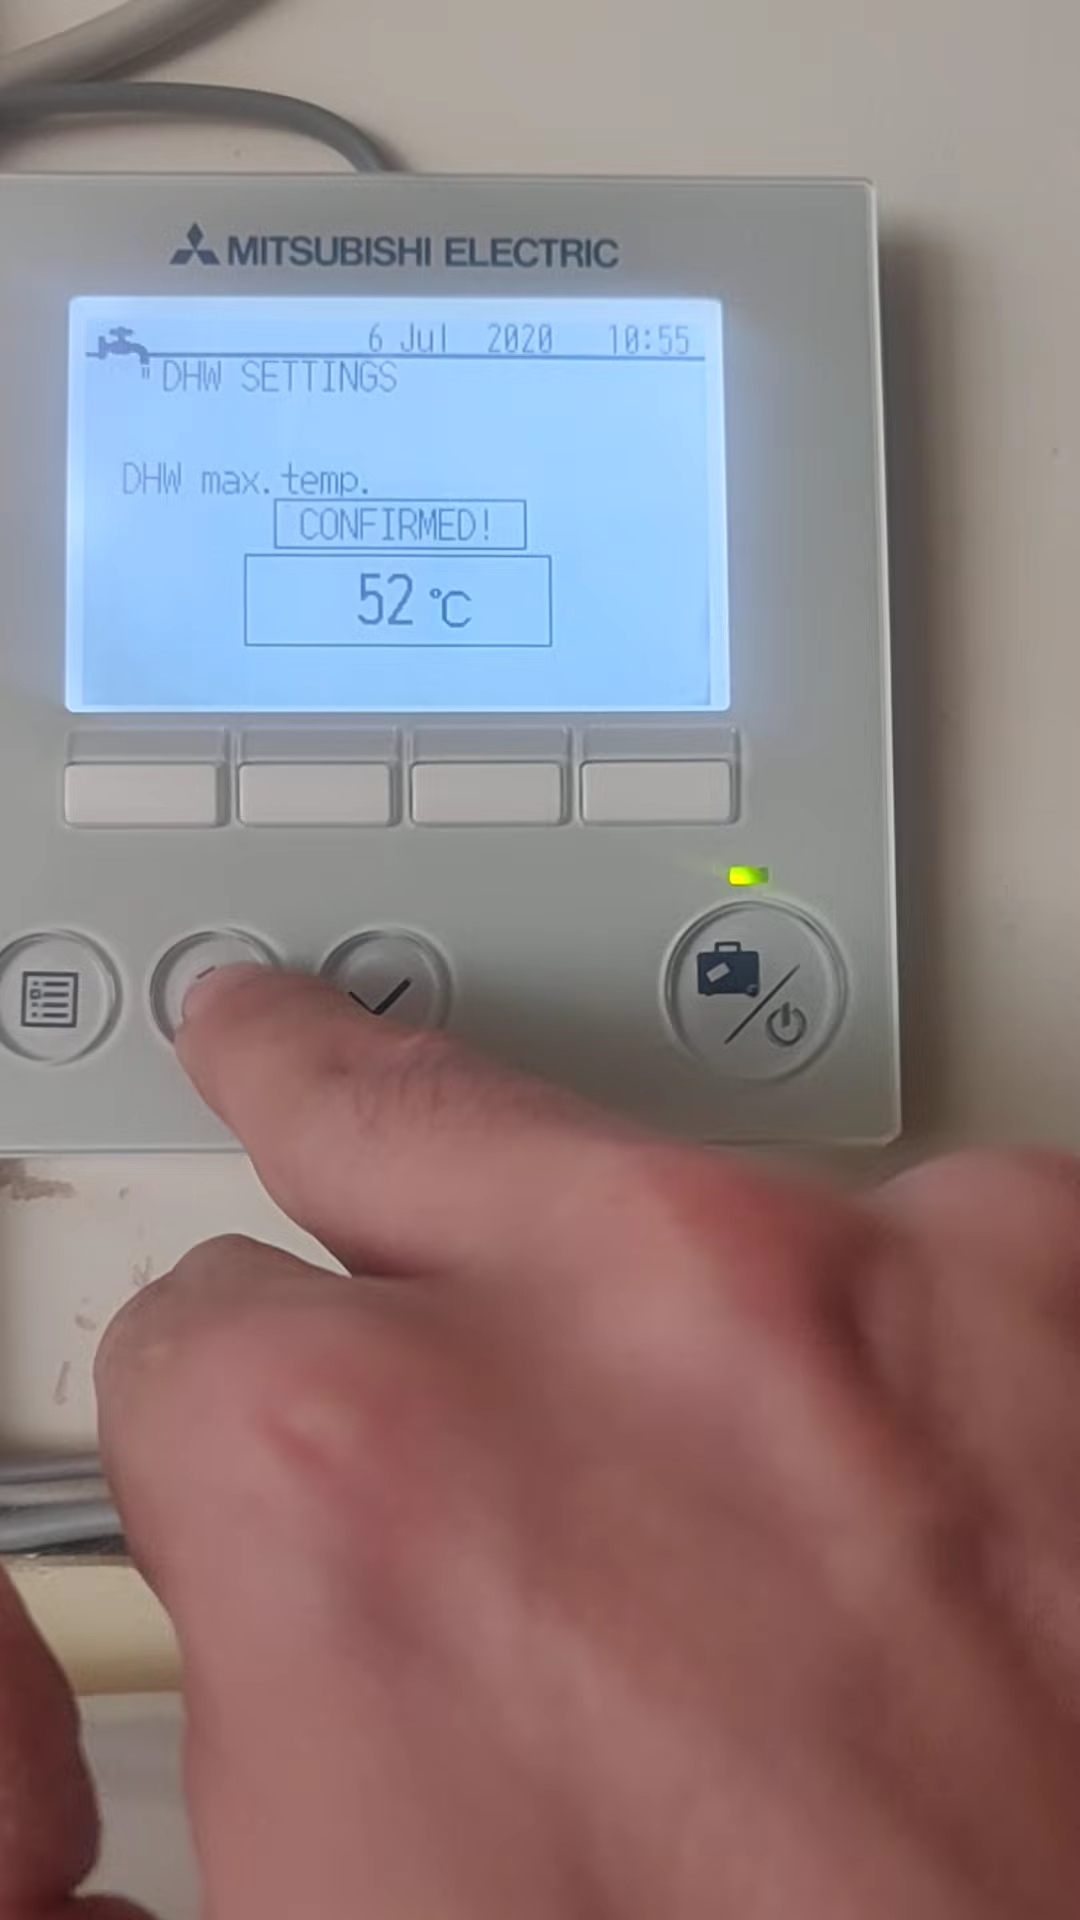 MITSUBISHI ELECTRIC
6 Jul 2020 10:55
DHW SETTINGS
DHW max. temp.
CONFIRMED!
52 °C